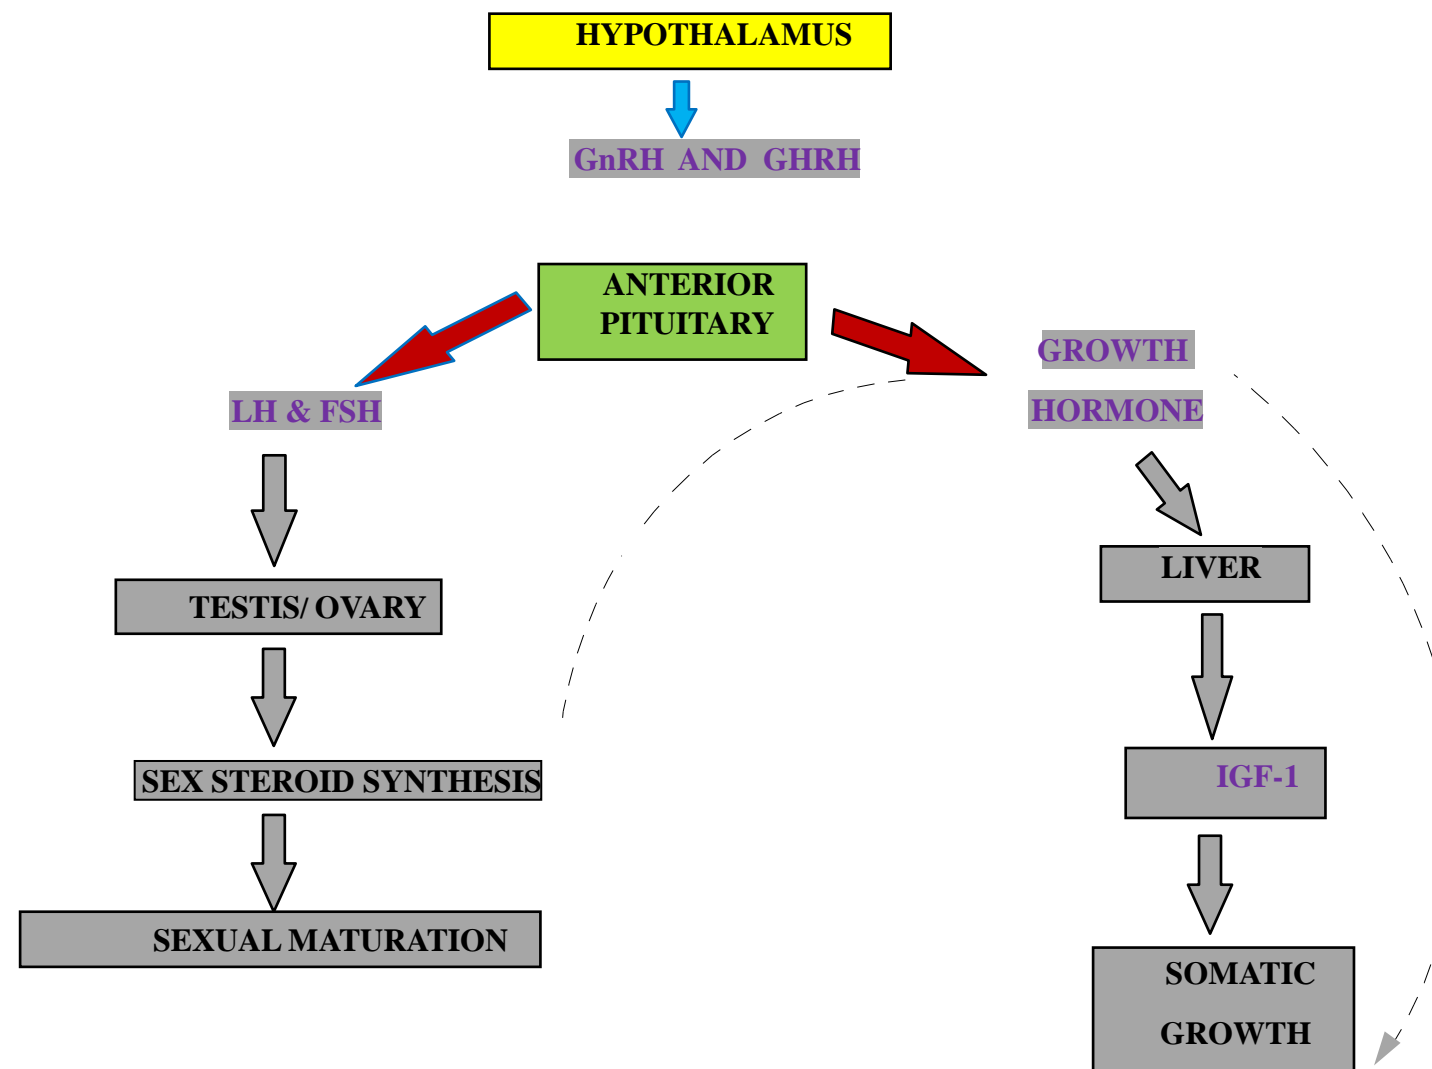 HYPOTHALAMUS
GnRH AND GHRH
ANTERIOR
PITUITARY
LH & FSH
TESTIS/ OVARY
SEX STEROID SYNTHESIS
SEXUAL MATURATION
GROWTH
HORMONE
LIVER
IGF-1
SOMATIC
GROWTH